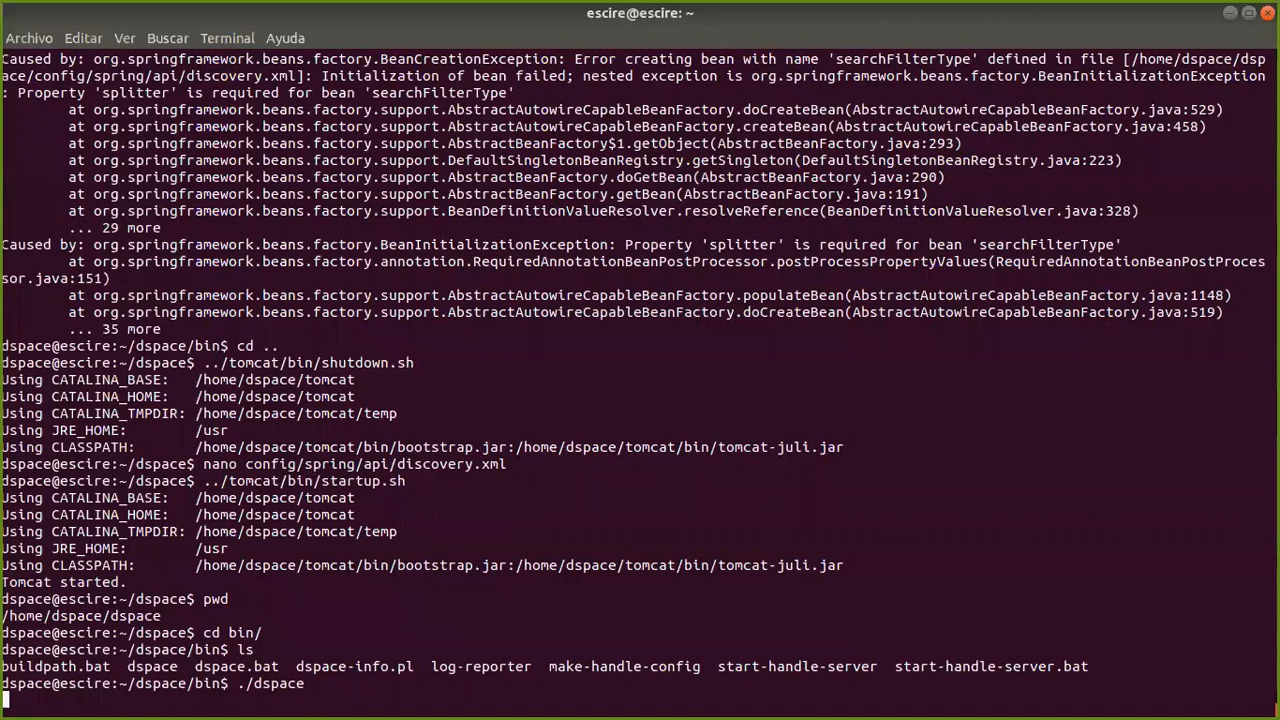 escire@escire: ~
Archivo Editar Ver Buscar Terminal Ayuda
Caused by: org.springframework.beans.factory.BeanCreationException: Error creating bean with name 'searchFilterType' defined in file [/home/dspace/dsp
ace/config/spring/api/discovery.xml]: Initialization of bean failed; nested exception is org.springframework.beans.factory.BeanInitializationException
: Property 'splitter' is required for bean 'searchFilterType'
at org.springframework.beans.factory.support.AbstractAutowireCapableBeanFactory.doCreateBean(AbstractAutowireCapableBeanFactory.java:529)
at org.springframework.beans.factory.support.AbstractAutowireCapableBeanFactory.createBean(AbstractAutowireCapableBeanFactory.java:458)
at org.springframework.beans.factory.support.AbstractBeanFactory$1.getObject(AbstractBeanFactory.java:293)
at org.springframework.beans.factory.support.DefaultSingletonBeanRegistry.getSingleton(DefaultSingletonBeanRegistry.java:223)
at org.springframework.beans.factory.support.AbstractBeanFactory.doGetBean(AbstractBeanFactory.java:290)
at org.springframework.beans.factory.support.AbstractBeanFactory.getBean(AbstractBeanFactory.java:191)
at org.springframework.beans.factory.support.BeanDefinitionValueResolver.resolveReference(BeanDefinitionValueResolver.java:328)
... 29 more
Caused by: org.springframework.beans.factory.BeanInitializationException: Property 'splitter' is required for bean 'searchFilterType'
at org.springframework.beans.factory.annotation.RequiredAnnotationBeanPostProcessor.postProcessPropertyValues(RequiredAnnotationBeanPostProces
sor.java:151)
at org.springframework.beans.factory.support.AbstractAutowireCapableBeanFactory.populateBean(AbstractAutowireCapableBeanFactory.java:1148)
at org.springframework.beans.factory.support.AbstractAutowireCapableBeanFactory.doCreateBean(AbstractAutowireCapableBeanFactory.java:519)
... 35 more
dspace@escire:~/dspace/bin$ cd ..
dspace@escire:~/dspace$ ../tomcat/bin/shutdown.sh
Using CATALINA_BASE:   /home/dspace/tomcat
Using CATALINA_HOME:   /home/dspace/tomcat
Using CATALINA_TMPDIR: /home/dspace/tomcat/temp
Using JRE_HOME:        /usr
Using CLASSPATH:       /home/dspace/tomcat/bin/bootstrap.jar:/home/dspace/tomcat/bin/tomcat-juli.jar
dspace@escire:~/dspace$ nano config/spring/api/discovery.xml
dspace@escire:~/dspace$ ../tomcat/bin/startup.sh
Using CATALINA_BASE:   /home/dspace/tomcat
Using CATALINA_HOME:   /home/dspace/tomcat
Using CATALINA_TMPDIR: /home/dspace/tomcat/temp
Using JRE_HOME:        /usr
Using CLASSPATH:       /home/dspace/tomcat/bin/bootstrap.jar:/home/dspace/tomcat/bin/tomcat-juli.jar
Tomcat started.
dspace@escire:~/dspace$ pwd
/home/dspace/dspace
dspace@escire:~/dspace$ cd bin/
dspace@escire:~/dspace/bin$ ls
buildpath.bat  dspace  dspace.bat  dspace-info.pl  log-reporter  make-handle-config  start-handle-server  start-handle-server.bat
dspace@escire:~/dspace/bin$ ./dspace